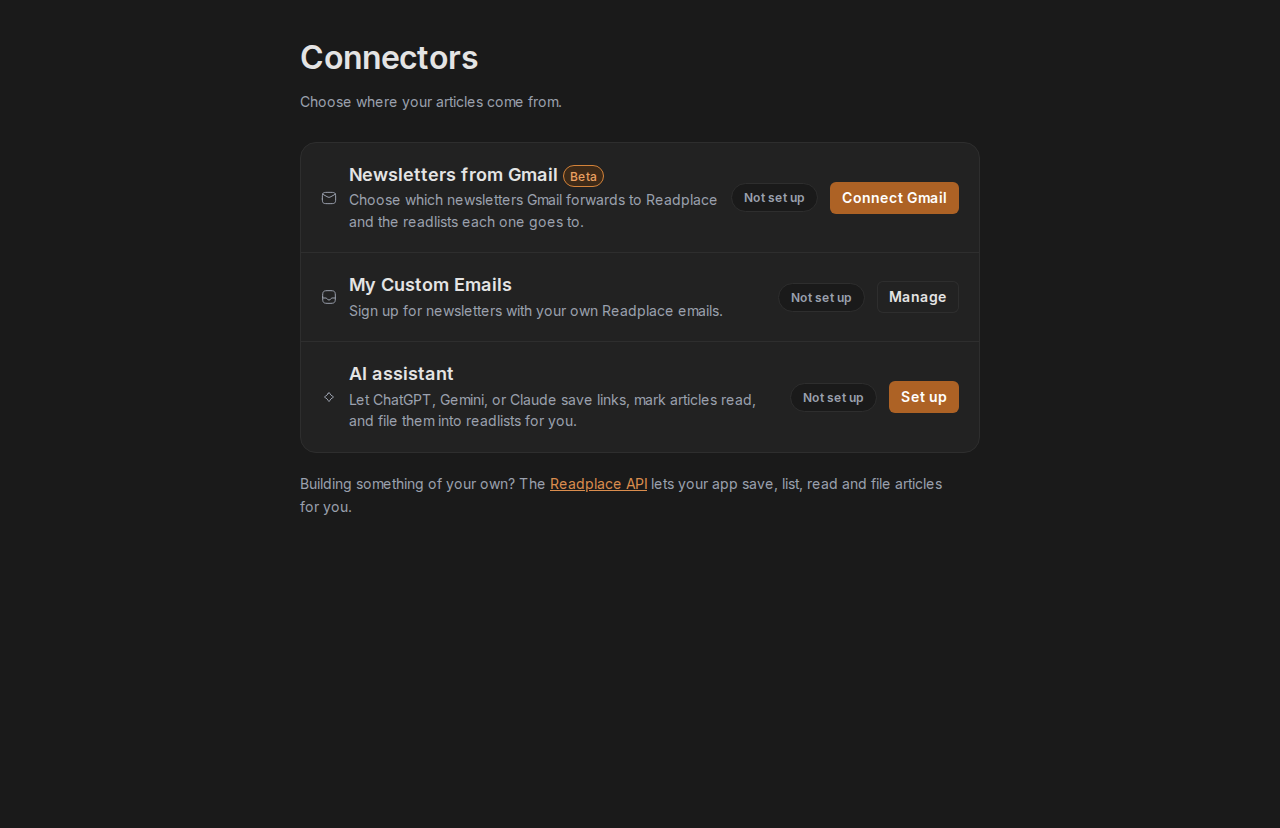 Connectors
Choose where your articles come from.
Newsletters from Gmail Beta
Choose which newsletters Gmail forwards to Readplace
and the readlists each one goes to.
Not set up
Connect Gmail
My Custom Emails
Sign up for newsletters with your own Readplace emails.
Not set up
Manage
AI assistant
Let ChatGPT, Gemini, or Claude save links, mark articles read,
and file them into readlists for you.
Not set up
Set up
Building something of your own? The Readplace API lets your app save, list, read and file articles
for you.